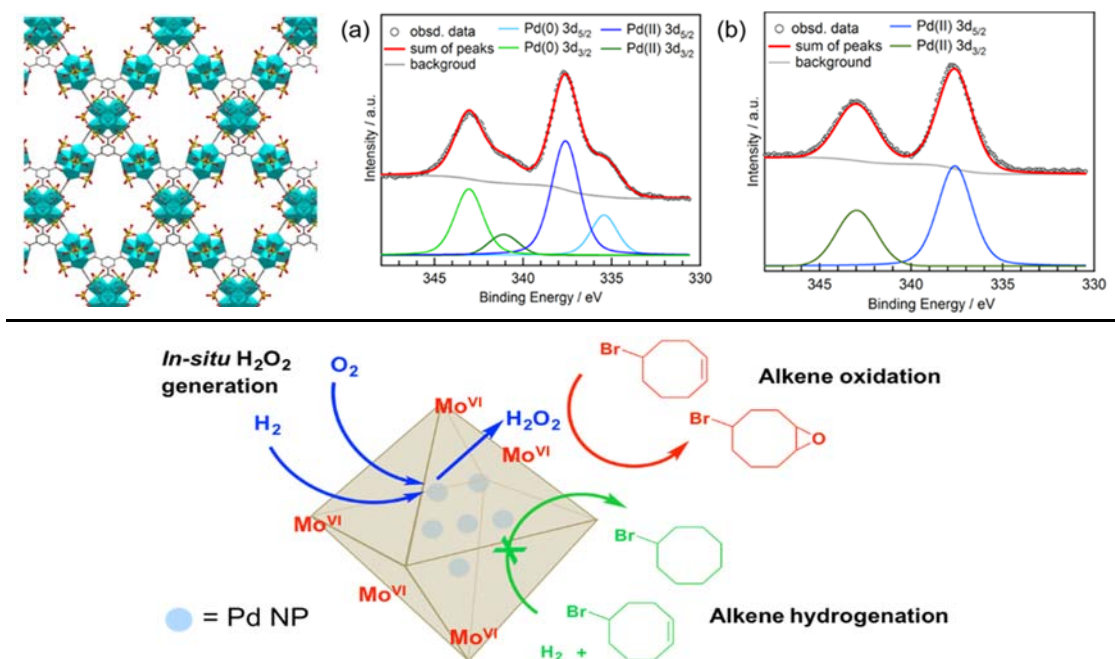 (a)
obsd. data
sum of peaks
backgroud
Pd(0) 3d5/2
Pd(0) 3d3/2
Pd(II) 3d5/2
Pd(II) 3d3/2
Intensity / a.u.
345 340 335 330
Binding Energy / eV
(b)
obsd. data
sum of peaks
background
Pd(II) 3d5/2
Pd(II) 3d3/2
Intensity / a.u.
345 340 335 330
Binding Energy / eV
In-situ H2O2
generation
O2
H2
H2O2
MoVI
MoVI
MoVI
MoVI
MoVI
= Pd NP
Br
Alkene oxidation
Br
O
Br
Br
Alkene hydrogenation
H2 +